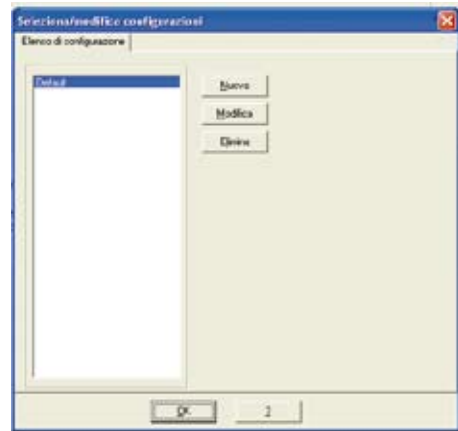 Seleziona/modifica configurazioni
Elenco di configurazione
Default
Nuovo
Modifica
Elimina
OK
?